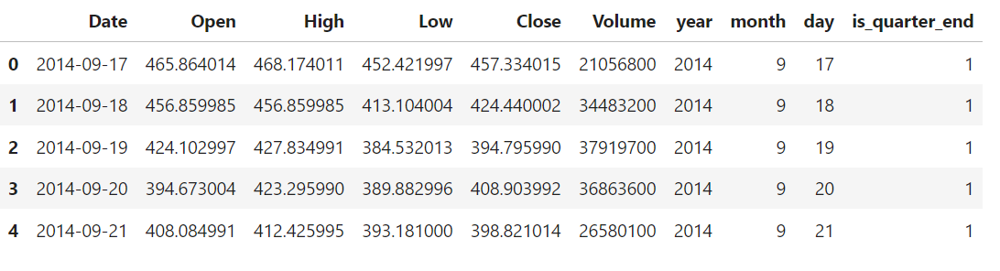 Date Open High Low Close Volume year month day is_quarter_end
0 2014-09-17 465.864014 468.174011 452.421997 457.334015 21056800 2014 9 17 1
1 2014-09-18 456.859985 456.859985 413.104004 424.440002 34483200 2014 9 18 1
2 2014-09-19 424.102997 427.834991 384.532013 394.795990 37919700 2014 9 19 1
3 2014-09-20 394.673004 423.295990 389.882996 408.903992 36863600 2014 9 20 1
4 2014-09-21 408.084991 412.425995 393.181000 398.821014 26580100 2014 9 21 1